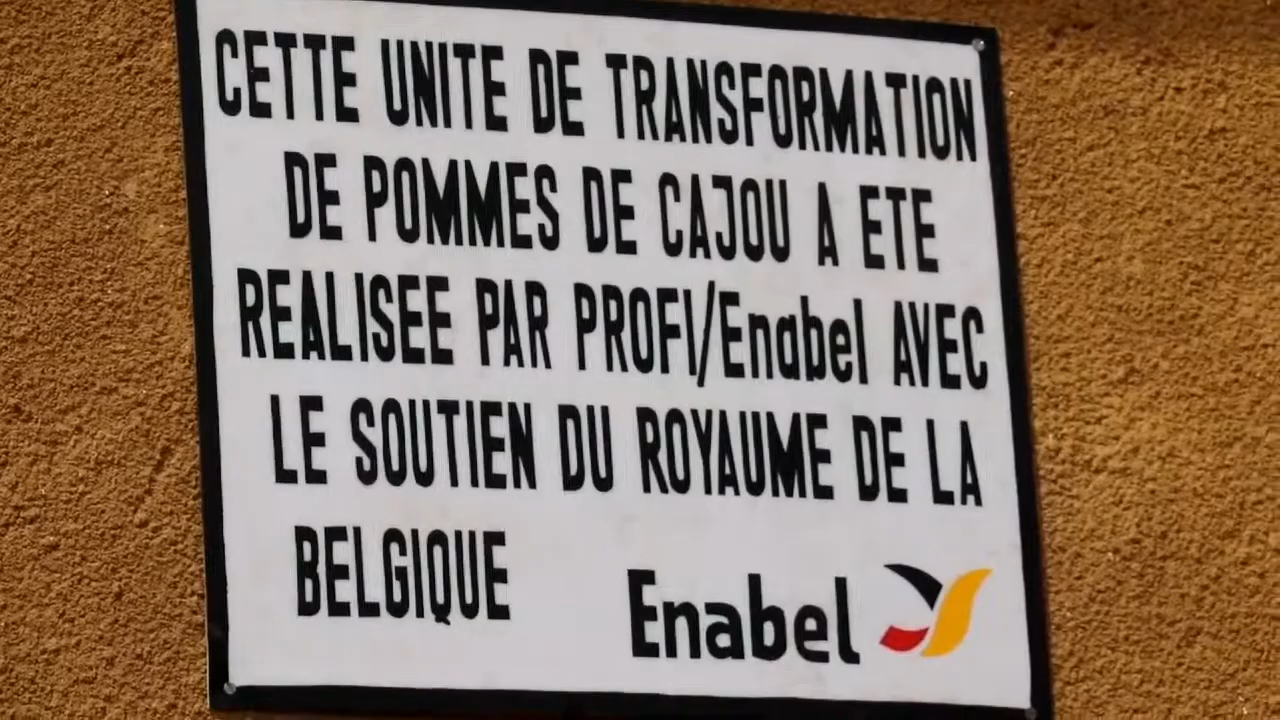 CETTE UNITE DE TRANSFORMATION
DE POMMES DE CAJOU A ETE
REALISEE PAR PROFI/Enabel AVEC
LE SOUTIEN DU ROYAUME DE LA
BELGIQUE
Enabel